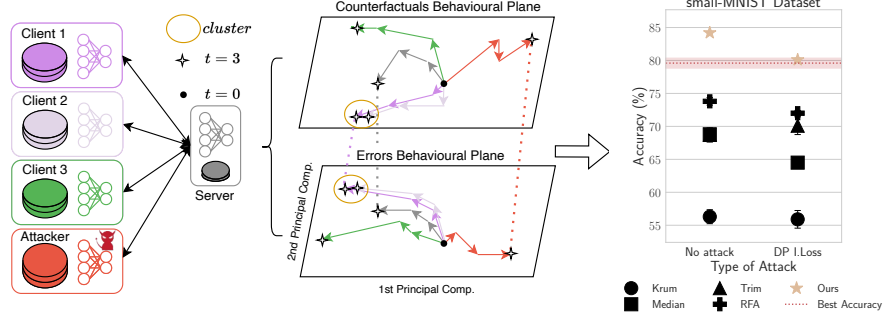 Client 1
Client 2
Client 3
Attacker
Server
cluster
t = 3
t = 0
Counterfactuals Behavioural Plane
Errors Behavioural Plane
2nd Principal Comp.
1st Principal Comp.
small-MNIST Dataset
Accuracy (%)
85
80
75
70
65
60
55
No attack
DP I.Loss
Type of Attack
Krum
Trim
Ours
Median
RFA
Best Accuracy